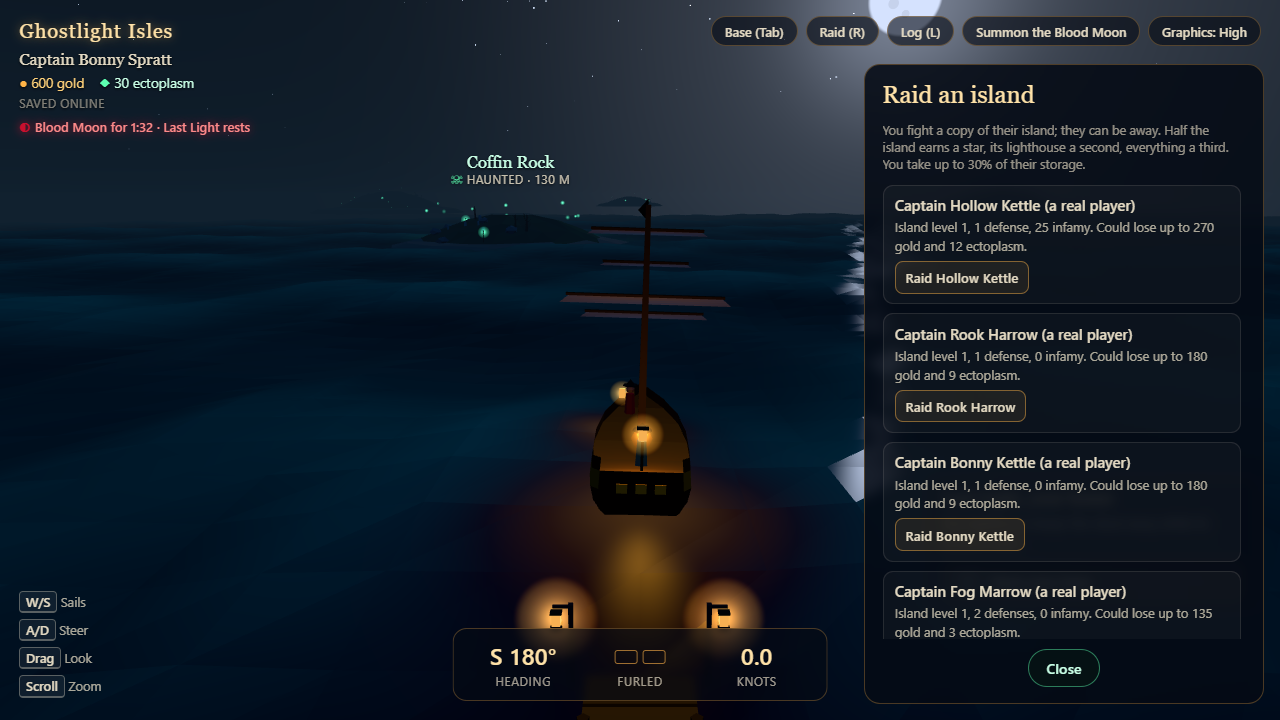 Ghostlight Isles
Captain Bonny Spratt
600 gold 30 ectoplasm
SAVED ONLINE
Blood Moon for 1:32 · Last Light rests
Base (Tab) Raid (R) Log (L) Summon the Blood Moon Graphics: High
Coffin Rock
HAUNTED · 130 M
Raid an island
You fight a copy of their island; they can be away. Half the
island earns a star, its lighthouse a second, everything a third.
You take up to 30% of their storage.
Captain Hollow Kettle (a real player)
Island level 1, 1 defense, 25 infamy. Could lose up to 270
gold and 12 ectoplasm.
Raid Hollow Kettle
Captain Rook Harrow (a real player)
Island level 1, 1 defense, 0 infamy. Could lose up to 180
gold and 9 ectoplasm.
Raid Rook Harrow
Captain Bonny Kettle (a real player)
Island level 1, 1 defense, 0 infamy. Could lose up to 180
gold and 9 ectoplasm.
Raid Bonny Kettle
Captain Fog Marrow (a real player)
Island level 1, 2 defenses, 0 infamy. Could lose up to 135
gold and 3 ectoplasm.
Close
W/S Sails
A/D Steer
Drag Look
Scroll Zoom
S 180° 0.0
HEADING FURLED KNOTS